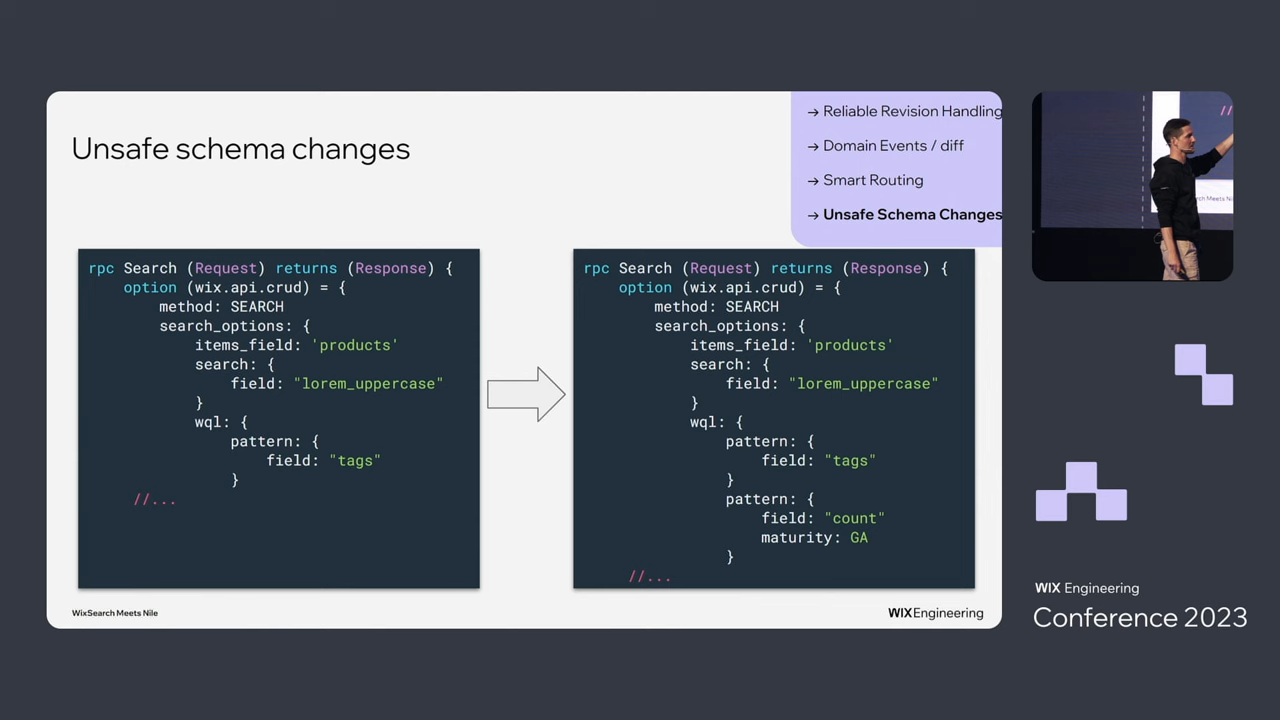 Unsafe schema changes
→ Reliable Revision Handling
→ Domain Events / diff
→ Smart Routing
→ Unsafe Schema Changes
rpc Search (Request) returns (Response) {
    option (wix.api.crud) = {
        method: SEARCH
        search_options: {
            items_field: 'products'
            search: {
                field: "lorem_uppercase"
            }
            wql: {
                pattern: {
                    field: "tags"
                }
    //...
rpc Search (Request) returns (Response) {
    option (wix.api.crud) = {
        method: SEARCH
        search_options: {
            items_field: 'products'
            search: {
                field: "lorem_uppercase"
            }
            wql: {
                pattern: {
                    field: "tags"
                }
                pattern: {
                    field: "count"
                    maturity: GA
                }
    //...
WixSearch Meets Nile
WIXEngineering
//
rch Meets Nile
WIX Engineering
Conference 2023